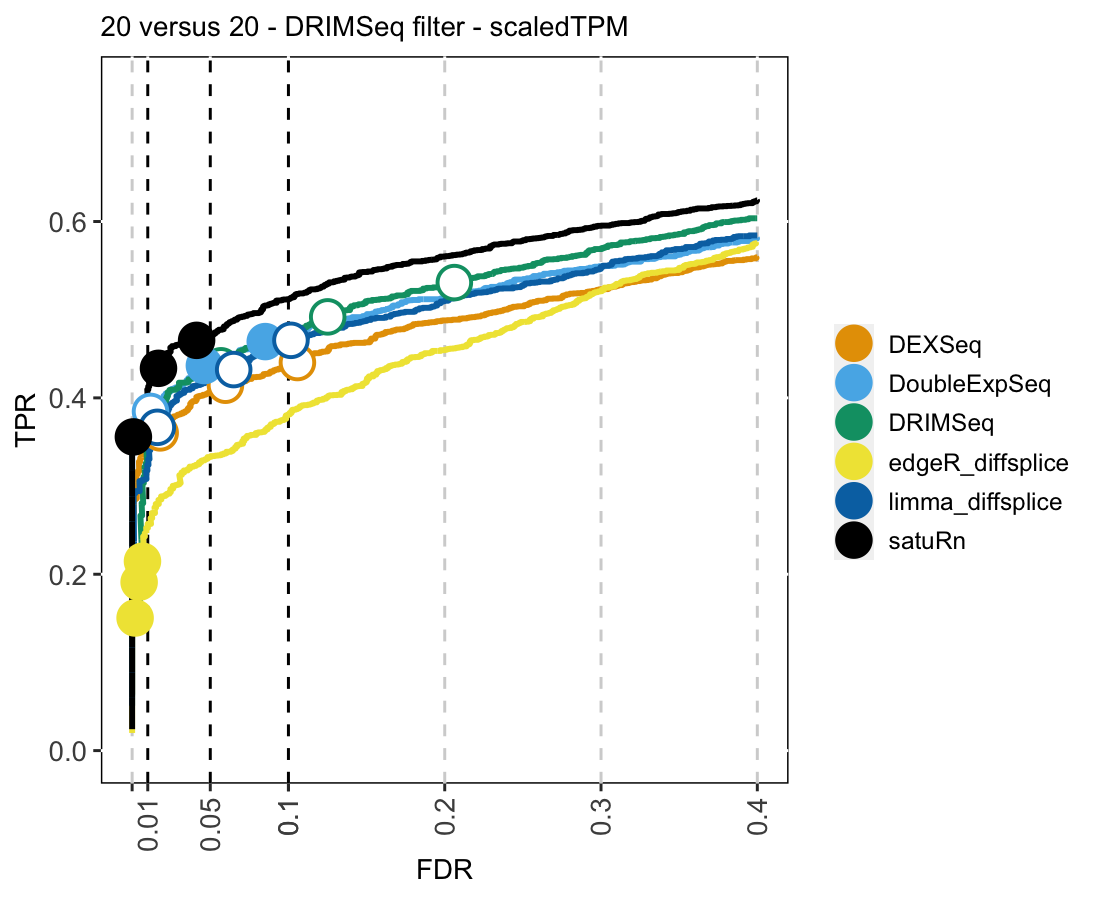 20 versus 20 - DRIMSeq filter - scaledTPM
TPR
0.6
0.4
0.2
0.0
0.01
0.05
0.1
0.2
0.3
0.4
FDR
DEXSeq
DoubleExpSeq
DRIMSeq
edgeR_diffsplice
limma_diffsplice
satuRn